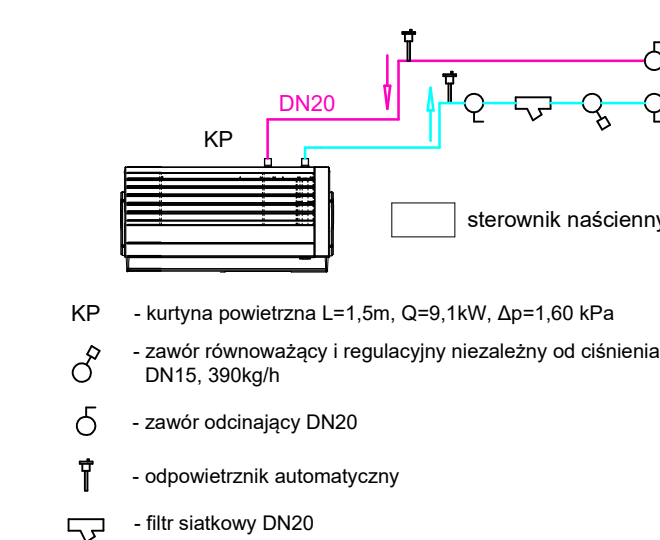 DN20
KP
sterownik naścienny
KP - kurtyna powietrzna L=1,5m, Q=9,1kW, Δp=1,60 kPa
- zawór równoważący i regulacyjny niezależny od ciśnienia
DN15, 390kg/h
- zawór odcinający DN20
- odpowietrznik automatyczny
- filtr siatkowy DN20